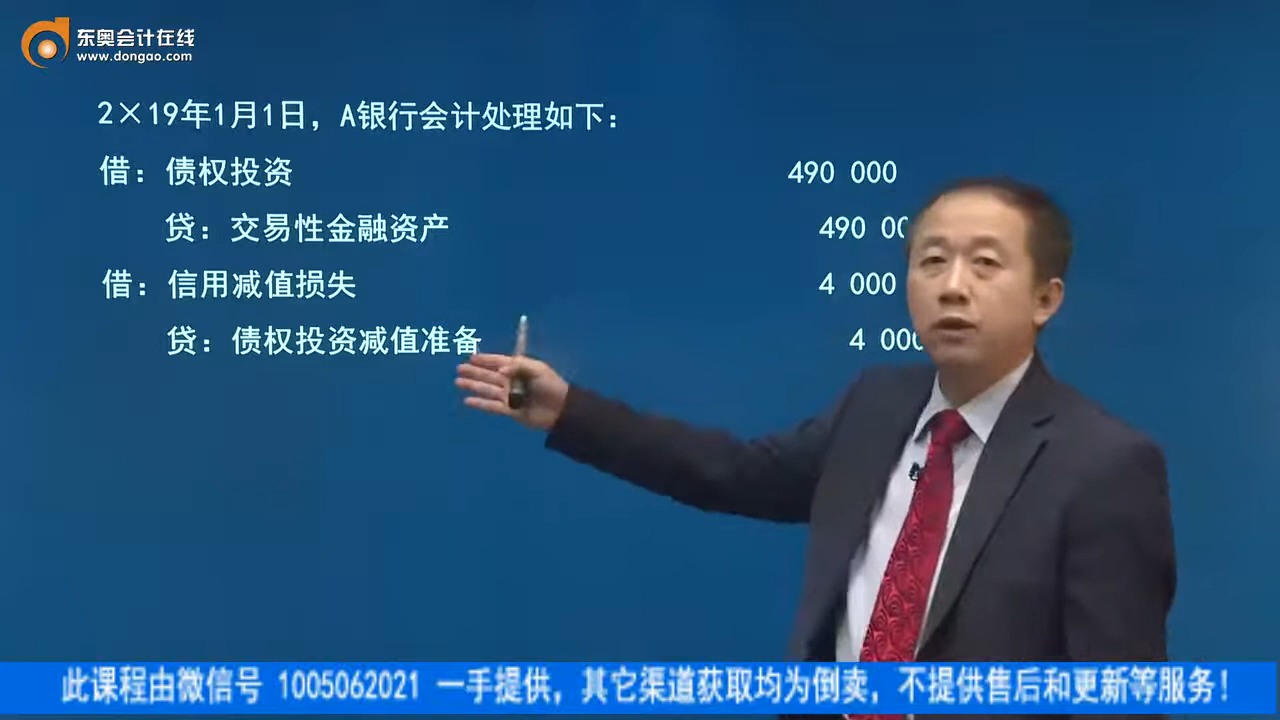 东奥会计在线
www.dongao.com
2×19年1月1日，A银行会计处理如下：
借：债权投资 490 000
贷：交易性金融资产 490 00
借：信用减值损失 4 000
贷：债权投资减值准备 4 000
此课程由微信号 1005062021 一手提供，其它渠道获取均为倒卖，不提供售后和更新等服务！